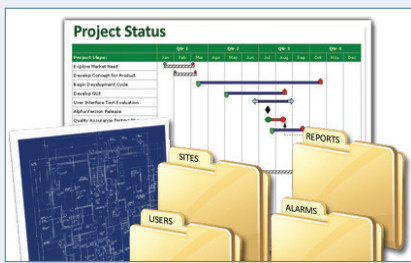 Project Status
Qtr 1 Qtr 2 Qtr 3 Qtr 4
Project Steps: Jan Feb Mar Apr May Jun Jul Aug Sep Oct Nov Dec
Explore Market Need
Develop Concept for Product
Begin Development Cycle
Develop GUI
User Interface Test Evaluation
Alpha Version Release
Quality Assurance Testing
REPORTS
SITES
ALARMS
USERS